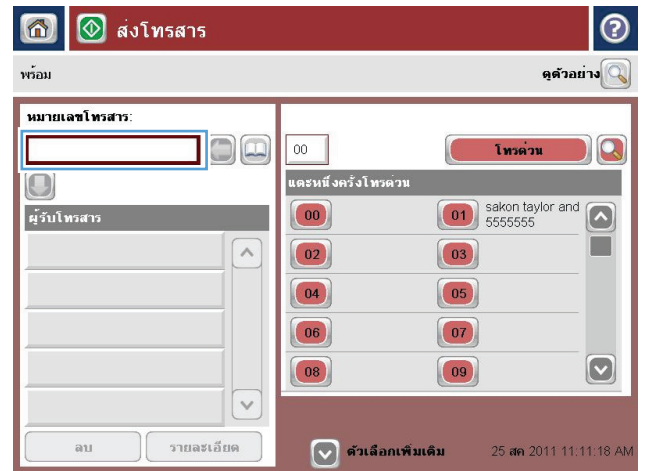 ส่งโทรสาร
พร้อม
ดูตัวอย่าง
หมายเลขโทรสาร:
00
โทรด่วน
แตะหนึ่งครั้งโทรด่วน
ผู้รับโทรสาร
00
01
sakon taylor and
5555555
02
03
04
05
06
07
08
09
ลบ
รายละเอียด
ตัวเลือกเพิ่มเติม
25 สค 2011 11:11:18 AM